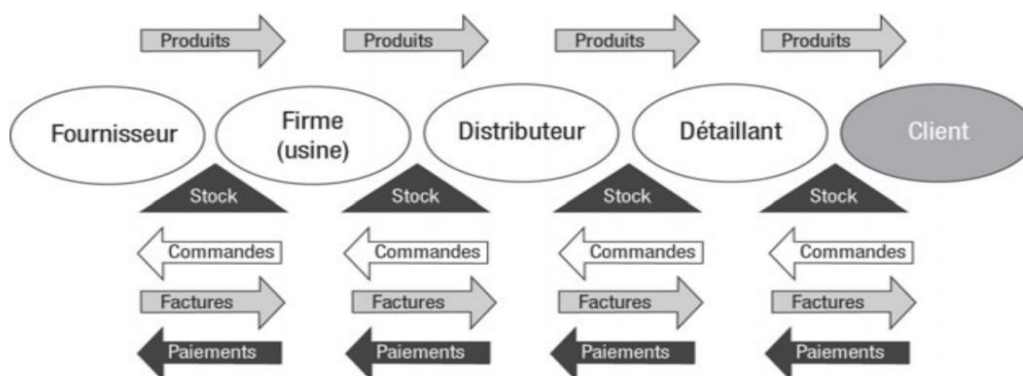 Produits Produits Produits Produits
Fournisseur Firme (usine) Distributeur Détaillant Client
Stock Stock Stock Stock
Commandes Commandes Commandes Commandes
Factures Factures Factures Factures
Paiements Paiements Paiements Paiements